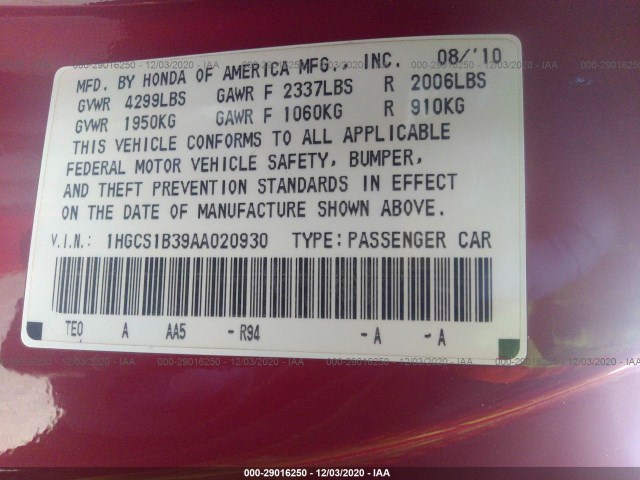 MFD. BY HONDA OF AMERICA MFG., INC. 08/'10
GVWR 4299LBS GAWR F 2337LBS R 2006LBS
GVWR 1950KG GAWR F 1060KG R 910KG
THIS VEHICLE CONFORMS TO ALL APPLICABLE
FEDERAL MOTOR VEHICLE SAFETY, BUMPER,
AND THEFT PREVENTION STANDARDS IN EFFECT
ON THE DATE OF MANUFACTURE SHOWN ABOVE.
V.I.N.: 1HGCS1B39AA020930 TYPE: PASSENGER CAR
TE0 A AA5 - R94 - A - A
000-29016250 - 12/03/2020 - IAA